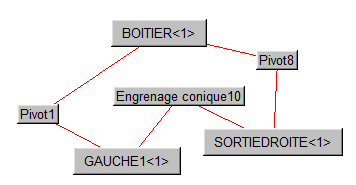 BOITIER<1>
Pivot8
Engrenage conique10
Pivot1
SORTIEDROITE<1>
GAUCHE1<1>